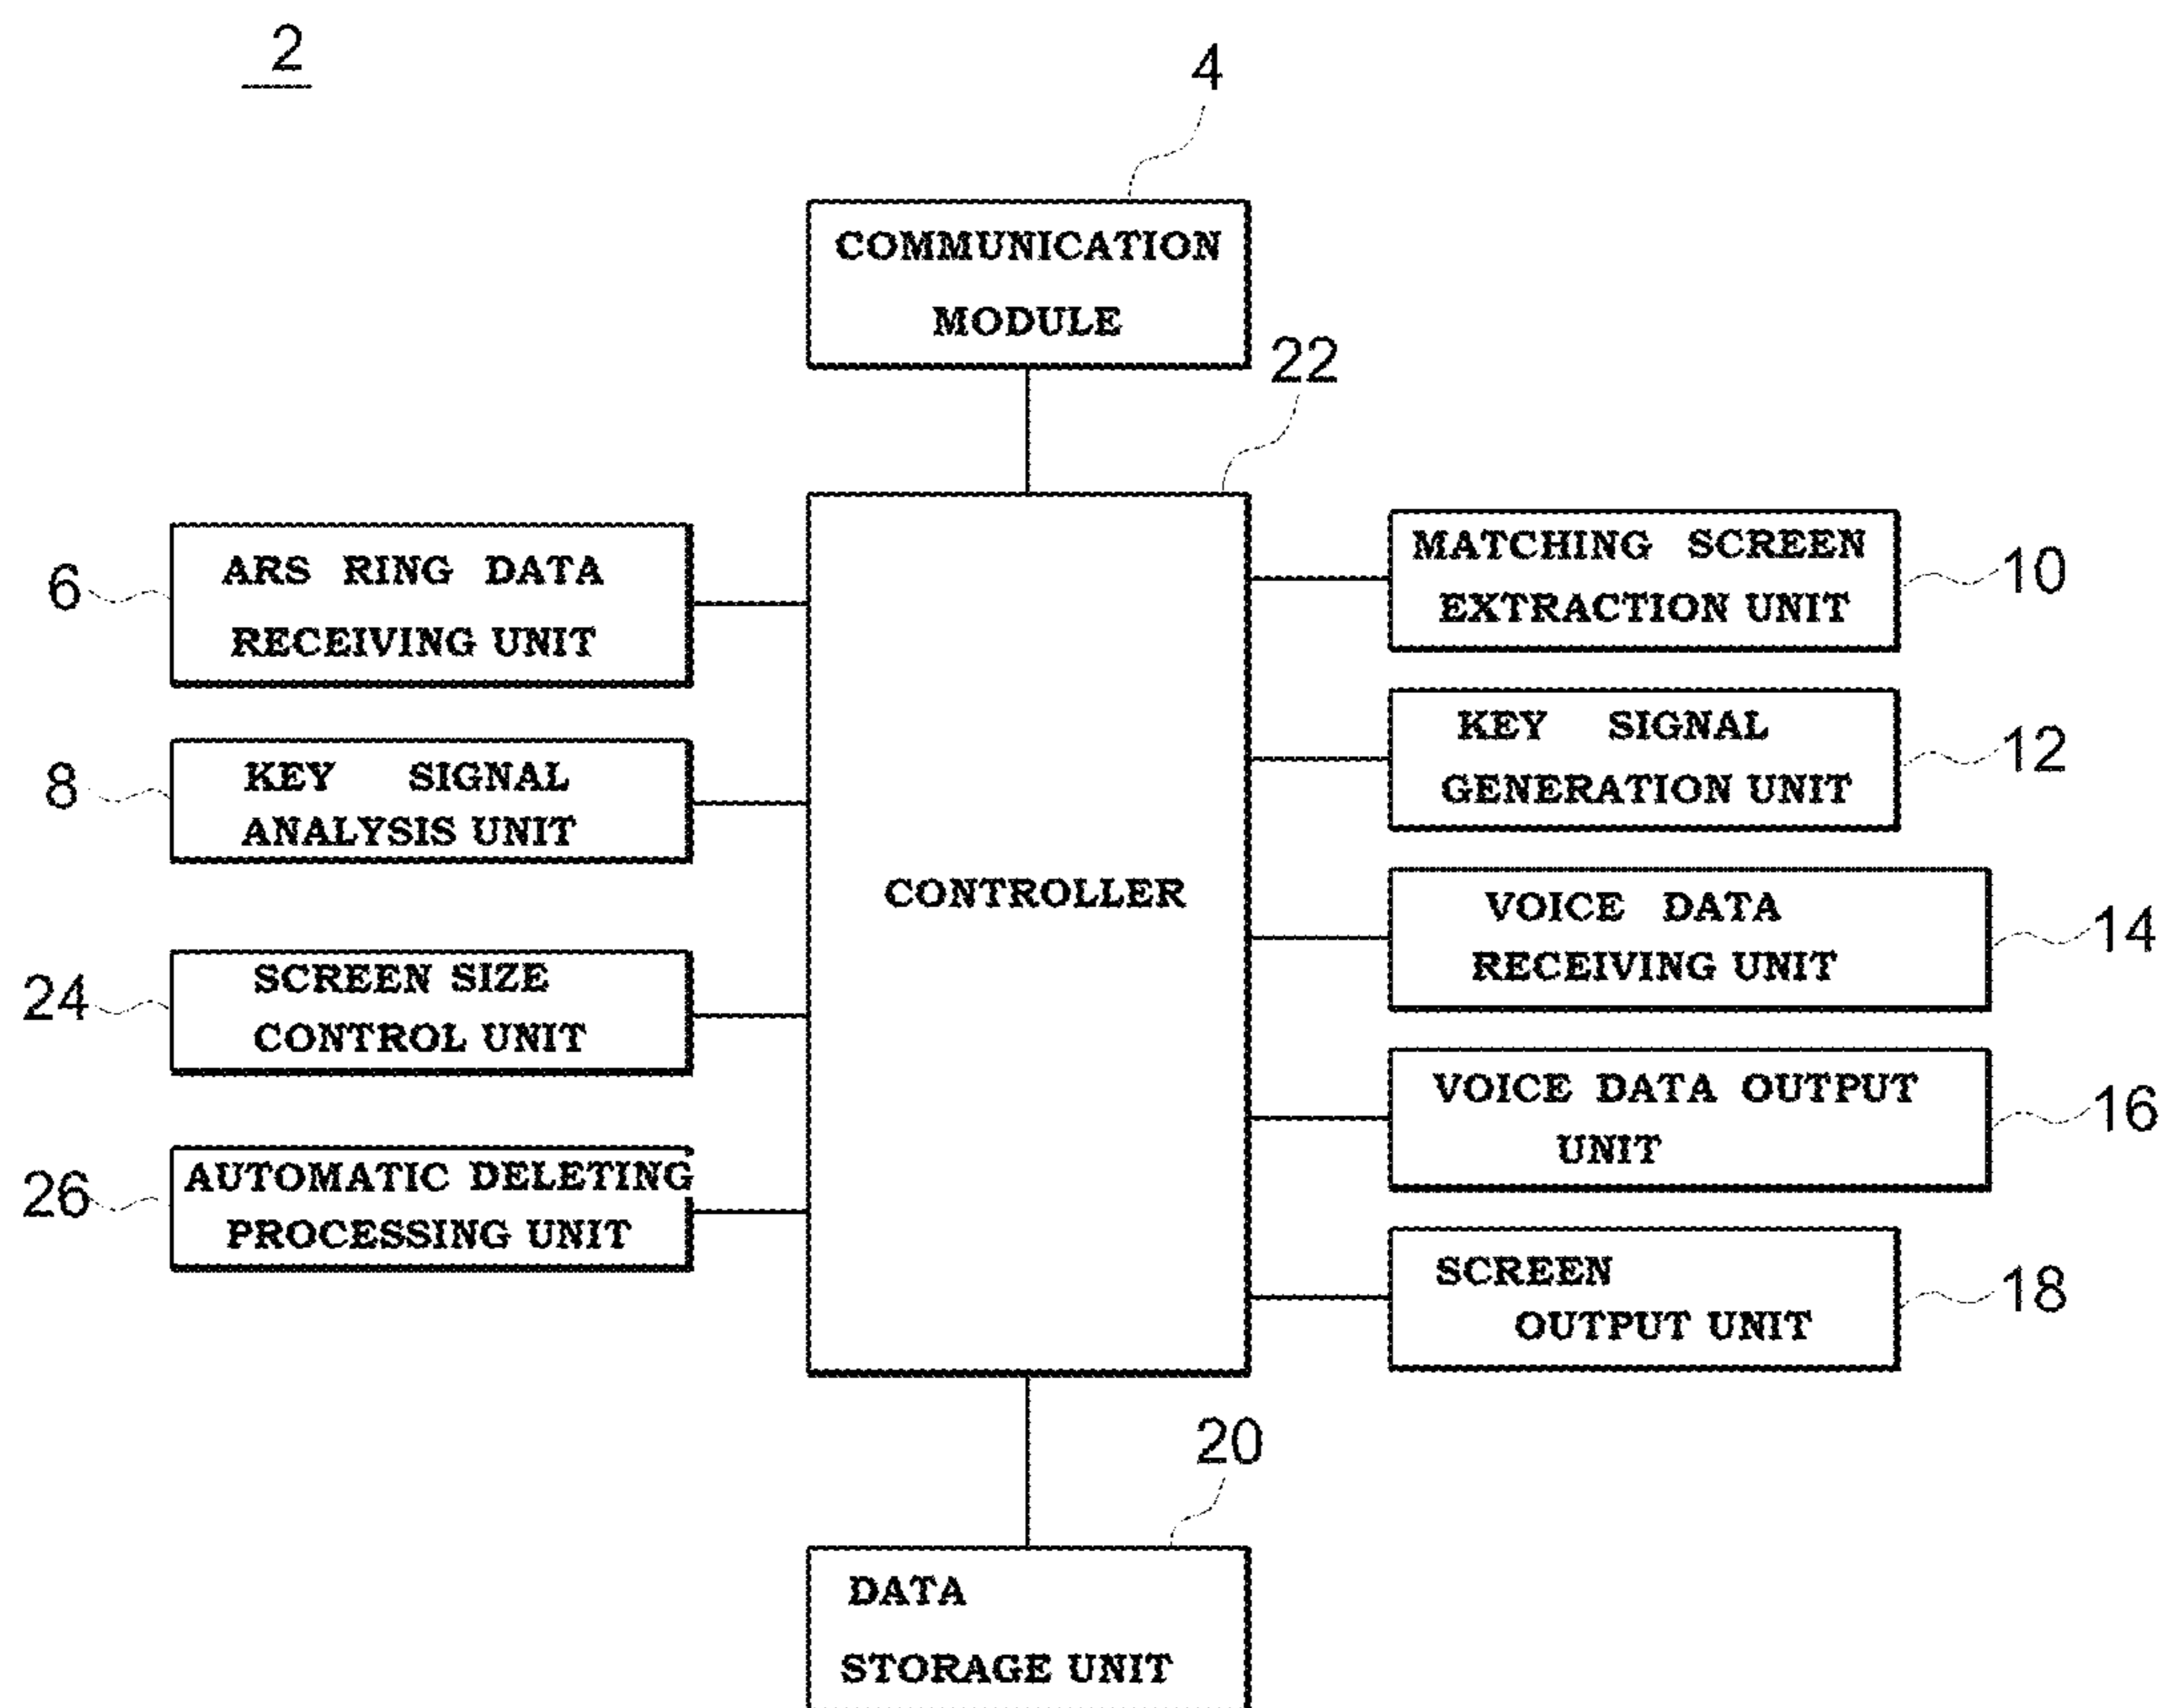 2
4
COMMUNICATION
MODULE
22
6
ARS RING DATA
RECEIVING UNIT
8
KEY SIGNAL
ANALYSIS UNIT
24
SCREEN SIZE
CONTROL UNIT
26
AUTOMATIC DELETING
PROCESSING UNIT
CONTROLLER
MATCHING SCREEN
EXTRACTION UNIT
10
KEY SIGNAL
GENERATION UNIT
12
VOICE DATA
RECEIVING UNIT
14
VOICE DATA OUTPUT
UNIT
16
SCREEN
OUTPUT UNIT
18
20
DATA
STORAGE UNIT